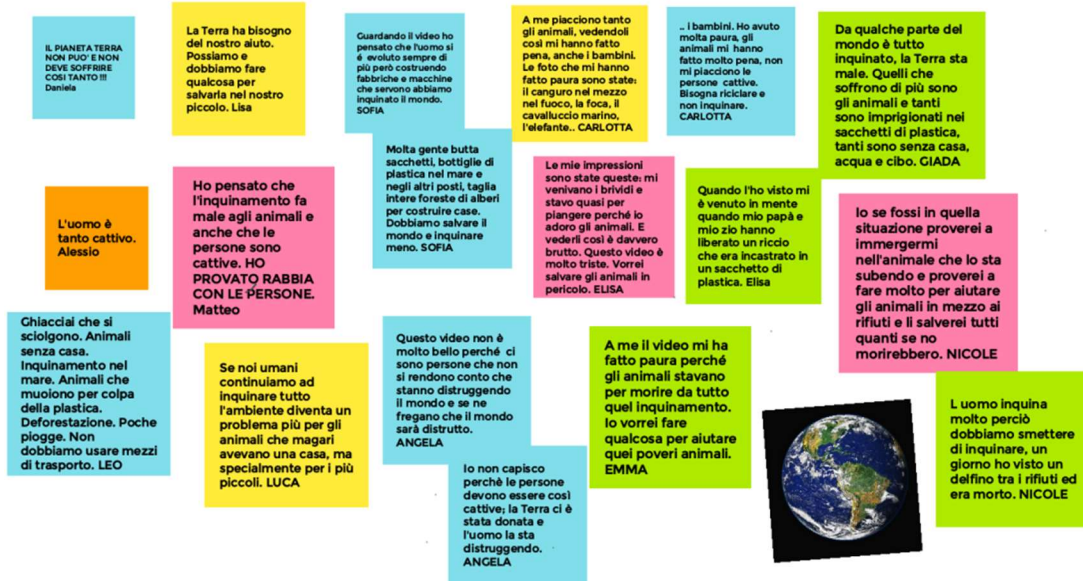 IL PIANETA TERRA
NON PUO' E NON
DEVE SOFFRIRE
COSI TANTO !!!
Daniela
La Terra ha bisogno
del nostro aiuto.
Possiamo e
dobbiamo fare
qualcosa per
salvarla nel nostro
piccolo. Lisa
Guardando il video ho
pensato che l'uomo si
é evoluto sempre di
più però costruendo
fabbriche e macchine
che servono abbiamo
inquinato il mondo.
SOFIA
A me piacciono tanto
gli animali, vedendoli
così mi hanno fatto
pena, anche i bambini.
Le foto che mi hanno
fatto paura sono state:
il canguro nel mezzo
nel fuoco, la foca, il
cavalluccio marino,
l'elefante.. CARLOTTA
.. i bambini. Ho avuto
molta paura, gli
animali mi hanno
fatto molto pena, non
mi piacciono le
persone cattive.
Bisogna riciclare e
non inquinare.
CARLOTTA
Da qualche parte del
mondo è tutto
inquinato, la Terra sta
male. Quelli che
soffrono di più sono
gli animali e tanti
sono imprigionati nei
sacchetti di plastica,
tanti sono senza casa,
acqua e cibo. GIADA
L'uomo è
tanto cattivo.
Alessio
Ho pensato che
l'inquinamento fa
male agli animali e
anche che le
persone sono
cattive. HO
PROVATO RABBIA
CON LE PERSONE.
Matteo
Molta gente butta
sacchetti, bottiglie di
plastica nel mare e
negli altri posti, taglia
intere foreste di alberi
per costruire case.
Dobbiamo salvare il
mondo e inquinare
meno. SOFIA
Le mie impressioni
sono state queste: mi
venivano i brividi e
stavo quasi per
piangere perché io
adoro gli animali. E
vederli così è davvero
brutto. Questo video è
molto triste. Vorrei
salvare gli animali in
pericolo. ELISA
Quando l'ho visto mi
è venuto in mente
quando mio papà e
mio zio hanno
liberato un riccio
che era incastrato in
un sacchetto di
plastica. Elisa
Io se fossi in quella
situazione proverei a
immergermi
nell'animale che lo sta
subendo e proverei a
fare molto per aiutare
gli animali in mezzo ai
rifiuti e li salverei tutti
quanti se no
morirebbero. NICOLE
Ghiacciai che si
sciolgono. Animali
senza casa.
Inquinamento nel
mare. Animali che
muoiono per colpa
della plastica.
Deforestazione. Poche
piogge. Non
dobbiamo usare mezzi
di trasporto. LEO
Se noi umani
continuiamo ad
inquinare tutto
l'ambiente diventa un
problema più per gli
animali che magari
avevano una casa, ma
specialmente per i più
piccoli. LUCA
Questo video non è
molto bello perché ci
sono persone che non
si rendono conto che
stanno distruggendo
il mondo e se ne
fregano che il mondo
sarà distrutto.
ANGELA
Io non capisco
perchè le persone
devono essere così
cattive; la Terra ci è
stata donata e
l'uomo la sta
distruggendo.
ANGELA
A me il video mi ha
fatto paura perché
gli animali stavano
per morire da tutto
quel inquinamento.
Io vorrei fare
qualcosa per aiutare
quei poveri animali.
EMMA
L uomo inquina
molto perciò
dobbiamo smettere
di inquinare, un
giorno ho visto un
delfino tra i rifiuti ed
era morto. NICOLE